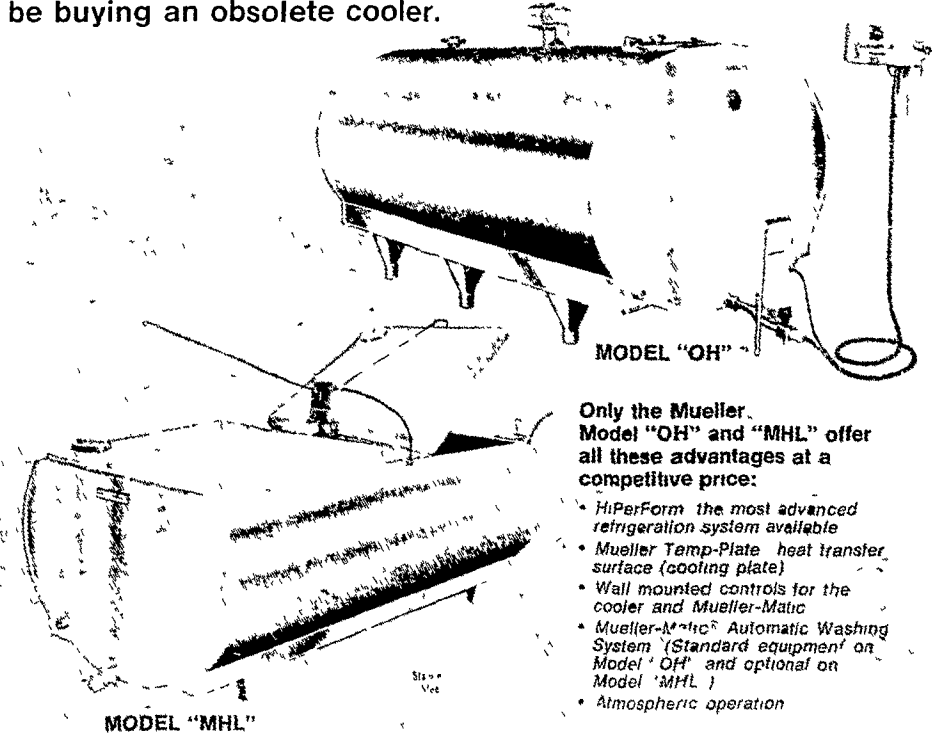 be buying an obsolete cooler.
MODEL "OH"
Only the Mueller
Model "OH" and "MHL" offer
all these advantages at a
competitive price:
• HiPerForm the most advanced
refrigeration system available
• Mueller Temp-Plate heat transfer
surface (cooling plate)
• Wall mounted controls for the
cooler and Mueller-Matic
• Mueller-Matic® Automatic Washing
System (Standard equipment on
Model "OH" and optional on
Model "MHL")
• Atmospheric operation
MODEL "MHL"